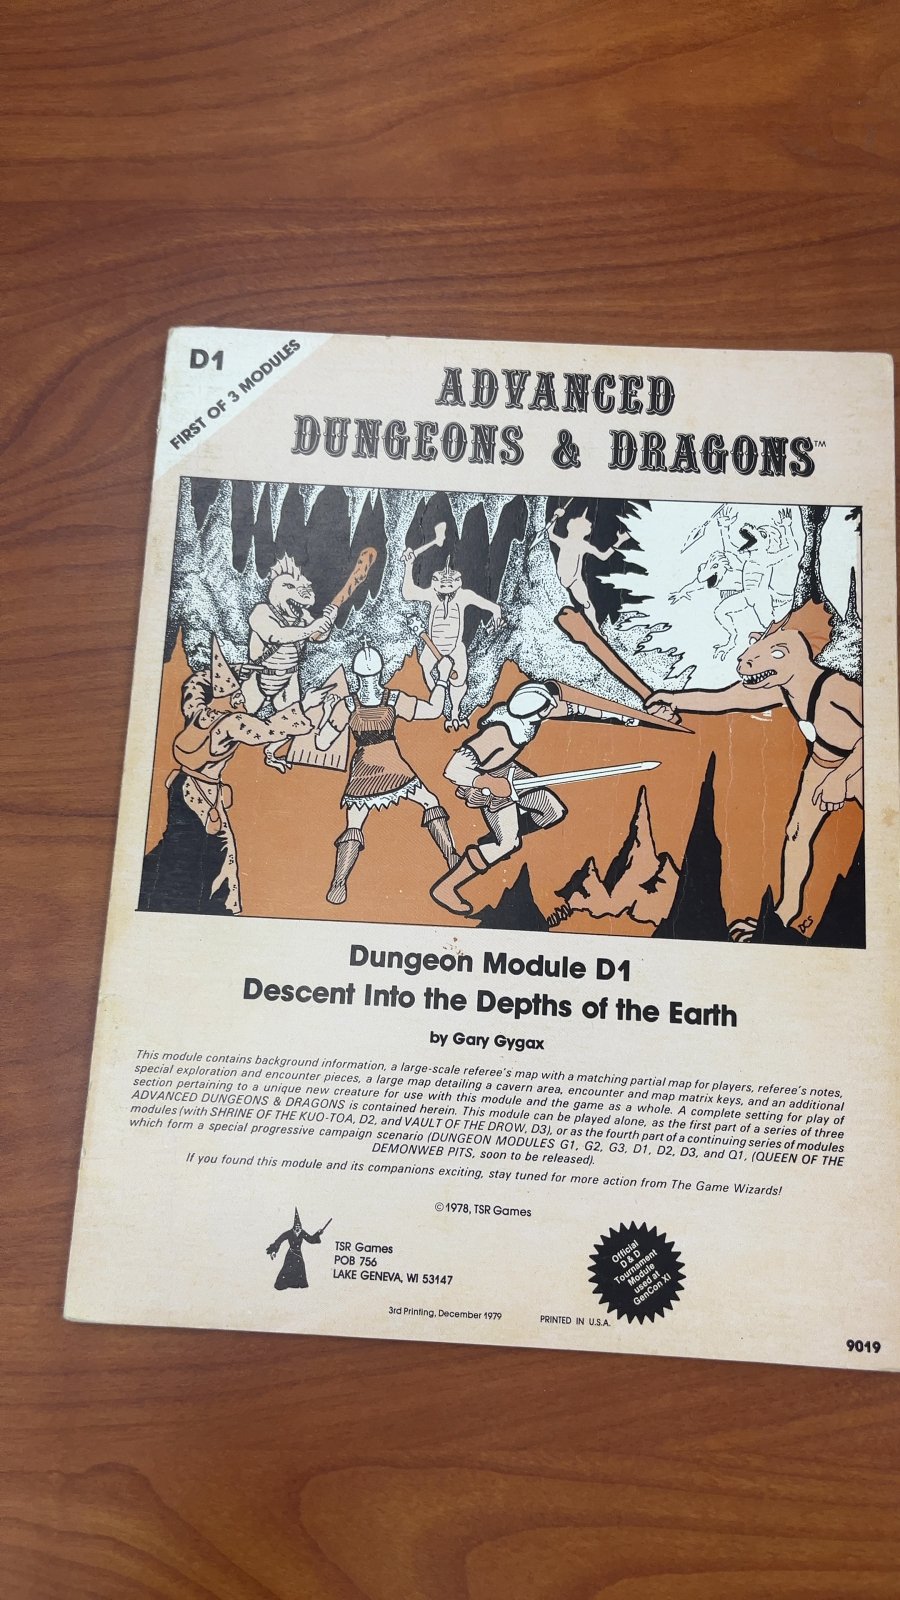 D1
FIRST OF 3 MODULES
ADVANCED
DUNGEONS & DRAGONS™
DCS
Dungeon Module D1
Descent Into the Depths of the Earth
by Gary Gygax
This module contains background information, a large-scale referee's map with a matching partial map for players, referee's notes,
special exploration and encounter pieces, a large map detailing a cavern area, encounter and map matrix keys, and an additional
section pertaining to a unique new creature for use with this module and the game as a whole. A complete setting for play of
ADVANCED DUNGEONS & DRAGONS is contained herein. This module can be played alone, as the first part of a series of three
modules (with SHRINE OF THE KUO-TOA, D2, and VAULT OF THE DROW, D3), or as the fourth part of a continuing series of modules
which form a special progressive campaign scenario (DUNGEON MODULES G1, G2, G3, D1, D2, D3, and Q1, (QUEEN OF THE
DEMONWEB PITS, soon to be released).
If you found this module and its companions exciting, stay tuned for more action from The Game Wizards!
©1978, TSR Games
TSR Games
POB 756
LAKE GENEVA, WI 53147
Official
D & D
Tournament
Module
used at
GenCon XI
3rd Printing, December 1979
PRINTED IN U.S.A.
9019